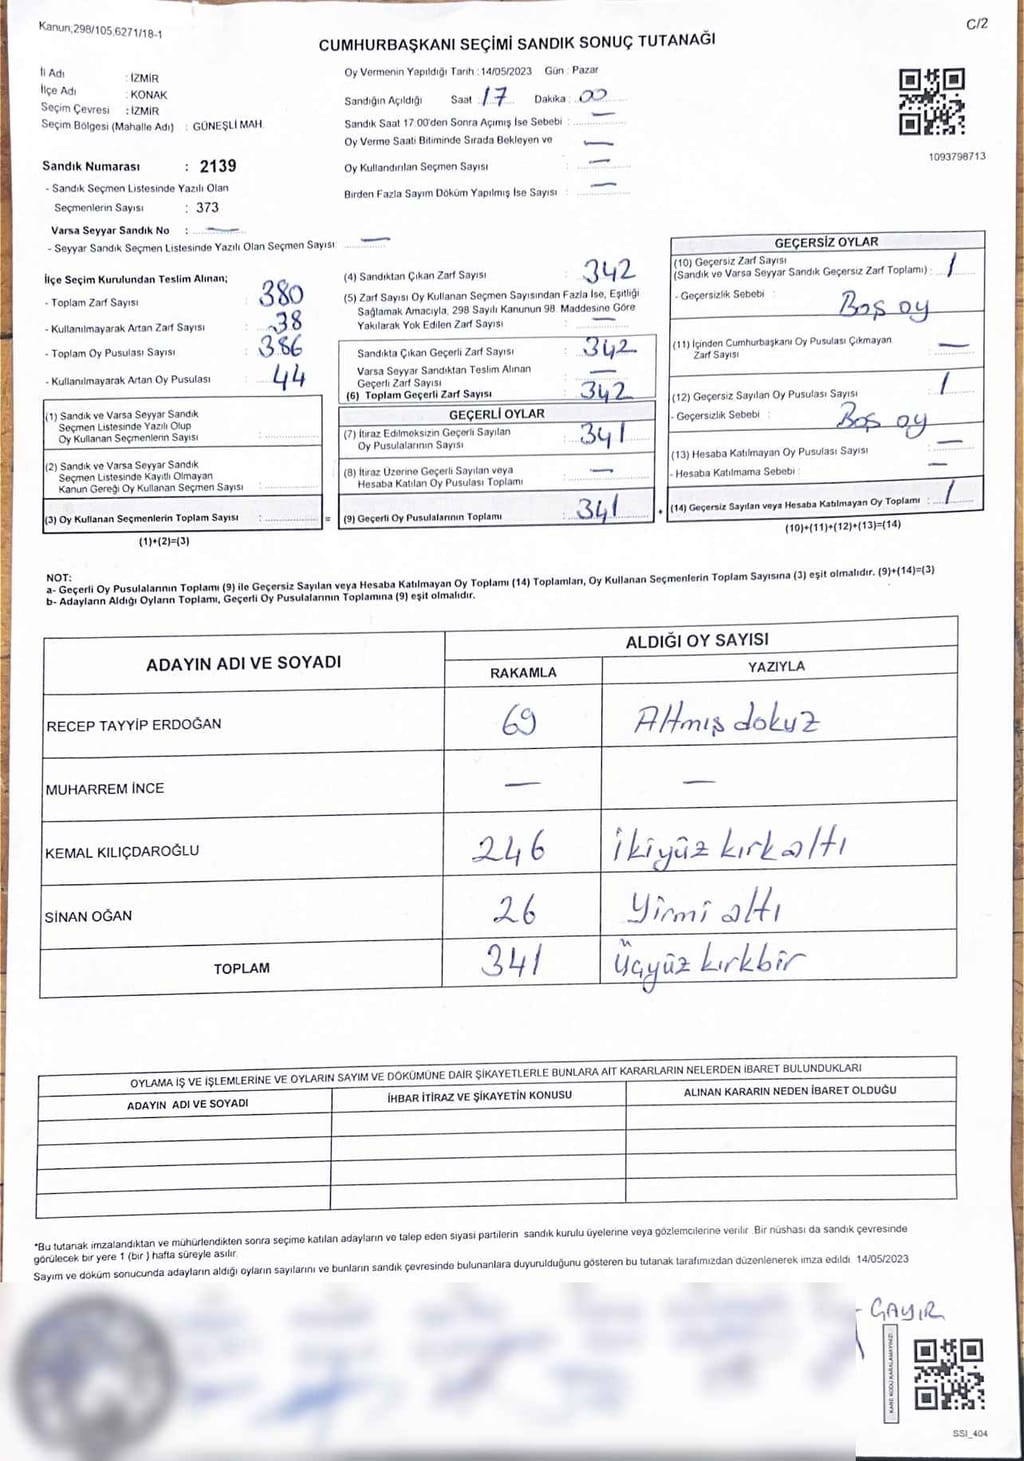 Kanun;298/105,6271/18-1
C/2
CUMHURBAŞKANI SEÇİMİ SANDIK SONUÇ TUTANAĞI
İl Adı : İZMİR
İlçe Adı : KONAK
Seçim Çevresi : İZMİR
Seçim Bölgesi (Mahalle Adı) : GÜNEŞLİ MAH.
Oy Vermenin Yapıldığı Tarih : 14/05/2023 Gün : Pazar
Sandığın Açıldığı Saat : 17 Dakika : 00
Sandık Saat 17:00'den Sonra Açımış İse Sebebi : —
Oy Verme Saati Bitiminde Sırada Bekleyen ve —
Oy Kullandırılan Seçmen Sayısı : —
Birden Fazla Sayım Döküm Yapılmış İse Sayısı : —
1093798713
Sandık Numarası : 2139
- Sandık Seçmen Listesinde Yazılı Olan
Seçmenlerin Sayısı : 373
Varsa Seyyar Sandık No : —
- Seyyar Sandık Seçmen Listesinde Yazılı Olan Seçmen Sayısı: —
İlçe Seçim Kurulundan Teslim Alınan;
- Toplam Zarf Sayısı : 380
- Kullanılmayarak Artan Zarf Sayısı : 38
- Toplam Oy Pusulası Sayısı : 386
- Kullanılmayarak Artan Oy Pusulası : 44
(1) Sandık ve Varsa Seyyar Sandık
Seçmen Listesinde Yazılı Olup
Oy Kullanan Seçmenlerin Sayısı :
(2) Sandık ve Varsa Seyyar Sandık
Seçmen Listesinde Kayıtlı Olmayan
Kanun Gereği Oy Kullanan Seçmen Sayısı :
(3) Oy Kullanan Seçmenlerin Toplam Sayısı : =
(1)+(2)=(3)
(4) Sandıktan Çıkan Zarf Sayısı : 342
(5) Zarf Sayısı Oy Kullanan Seçmen Sayısından Fazla İse, Eşitliği
Sağlamak Amacıyla, 298 Sayılı Kanunun 98. Maddesine Göre
Yakılarak Yok Edilen Zarf Sayısı : —
Sandıkta Çıkan Geçerli Zarf Sayısı : 342
Varsa Seyyar Sandıktan Teslim Alınan
Geçerli Zarf Sayısı : —
(6) Toplam Geçerli Zarf Sayısı : 342
GEÇERLİ OYLAR
(7) İtiraz Edilmeksizin Geçerli Sayılan
Oy Pusulalarının Sayısı : 341
(8) İtiraz Üzerine Geçerli Sayılan veya
Hesaba Katılan Oy Pusulası Toplamı : —
(9) Geçerli Oy Pusulalarının Toplamı : 341 +
GEÇERSİZ OYLAR
(10) Geçersiz Zarf Sayısı
(Sandık ve Varsa Seyyar Sandık Geçersiz Zarf Toplamı) : 1
- Geçersizlik Sebebi : Boş oy
(11) İçinden Cumhurbaşkanı Oy Pusulası Çıkmayan
Zarf Sayısı : —
(12) Geçersiz Sayılan Oy Pusulası Sayısı : 1
- Geçersizlik Sebebi : Boş oy
(13) Hesaba Katılmayan Oy Pusulası Sayısı : —
- Hesaba Katılmama Sebebi : —
(14) Geçersiz Sayılan veya Hesaba Katılmayan Oy Toplamı : 1
(10)+(11)+(12)+(13)=(14)
NOT:
a- Geçerli Oy Pusulalarının Toplamı (9) ile Geçersiz Sayılan veya Hesaba Katılmayan Oy Toplamı (14) Toplamları, Oy Kullanan Seçmenlerin Toplam Sayısına (3) eşit olmalıdır. (9)+(14)=(3)
b- Adayların Aldığı Oyların Toplamı, Geçerli Oy Pusulalarının Toplamına (9) eşit olmalıdır.
ADAYIN ADI VE SOYADI ALDIĞI OY SAYISI
RAKAMLA YAZIYLA
RECEP TAYYİP ERDOĞAN 69 Altmış dokuz
MUHARREM İNCE — —
KEMAL KILIÇDAROĞLU 246 İkiyüz kırk altı
SİNAN OĞAN 26 Yirmi altı
TOPLAM 341 Üçyüz kırkbir
OYLAMA İŞ VE İŞLEMLERİNE VE OYLARIN SAYIM VE DÖKÜMÜNE DAİR ŞİKAYETLERLE BUNLARA AİT KARARLARIN NELERDEN İBARET BULUNDUKLARI
ADAYIN ADI VE SOYADI İHBAR İTİRAZ VE ŞİKAYETİN KONUSU ALINAN KARARIN NEDEN İBARET OLDUĞU
*Bu tutanak imzalandıktan ve mühürlendikten sonra seçime katılan adayların ve talep eden siyasi partilerin sandık kurulu üyelerine veya gözlemcilerine verilir. Bir nüshası da sandık çevresinde
görülecek bir yere 1 (bir ) hafta süreyle asılır.
Sayım ve döküm sonucunda adayların aldığı oyların sayılarını ve bunların sandık çevresinde bulunanlara duyurulduğunu gösteren bu tutanak tarafımızdan düzenlenerek imza edildi. 14/05/2023
GAYIR
KARE KODU KARALAMAYINIZ!
SSI_404